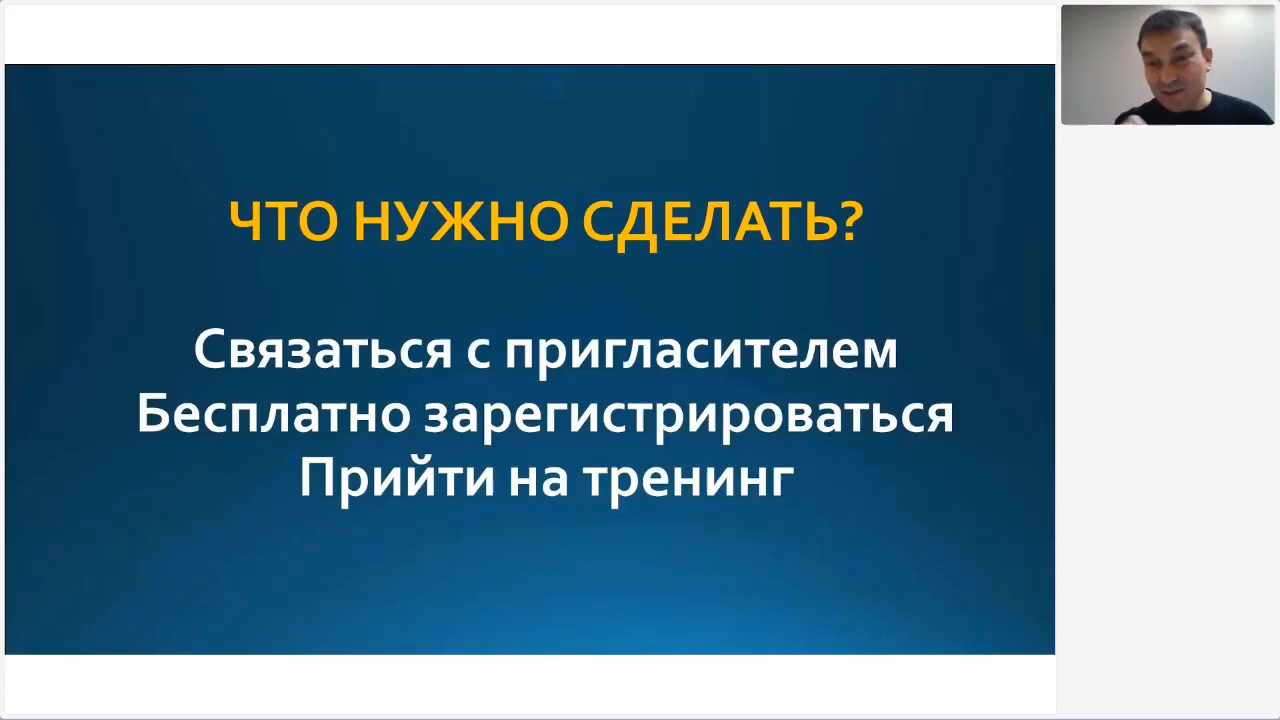 ЧТО НУЖНО СДЕЛАТЬ?
Связаться с пригласителем
Бесплатно зарегистрироваться
Прийти на тренинг